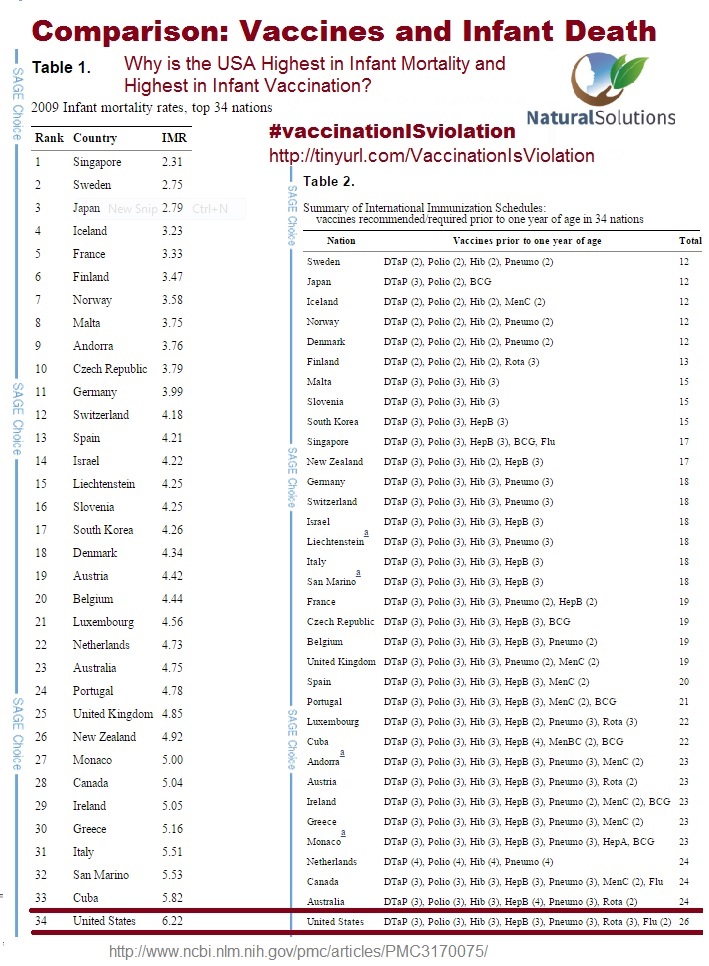 Comparison: Vaccines and Infant Death
Table 1.
Why is the USA Highest in Infant Mortality and
Highest in Infant Vaccination?
2009 Infant mortality rates, top 34 nations
NaturalSolutions
#vaccinationISviolation
http://tinyurl.com/VaccinationIsViolation
SAGE Choice
SAGE Choice
SAGE Choice
Rank Country IMR
1 Singapore 2.31
2 Sweden 2.75
3 Japan 2.79
New Snip Ctrl+N
4 Iceland 3.23
5 France 3.33
6 Finland 3.47
7 Norway 3.58
8 Malta 3.75
9 Andorra 3.76
10 Czech Republic 3.79
11 Germany 3.99
12 Switzerland 4.18
13 Spain 4.21
14 Israel 4.22
15 Liechtenstein 4.25
16 Slovenia 4.25
17 South Korea 4.26
18 Denmark 4.34
19 Austria 4.42
20 Belgium 4.44
21 Luxembourg 4.56
22 Netherlands 4.73
23 Australia 4.75
24 Portugal 4.78
25 United Kingdom 4.85
26 New Zealand 4.92
27 Monaco 5.00
28 Canada 5.04
29 Ireland 5.05
30 Greece 5.16
31 Italy 5.51
32 San Marino 5.53
33 Cuba 5.82
34 United States 6.22
SAGE Choice
SAGE Choice
SAGE Choice
Table 2.
Summary of International Immunization Schedules:
vaccines recommended/required prior to one year of age in 34 nations
Nation Vaccines prior to one year of age Total
Sweden DTaP (2), Polio (2), Hib (2), Pneumo (2) 12
Japan DTaP (3), Polio (2), BCG 12
Iceland DTaP (2), Polio (2), Hib (2), MenC (2) 12
Norway DTaP (2), Polio (2), Hib (2), Pneumo (2) 12
Denmark DTaP (2), Polio (2), Hib (2), Pneumo (2) 12
Finland DTaP (2), Polio (2), Hib (2), Rota (3) 13
Malta DTaP (3), Polio (3), Hib (3) 15
Slovenia DTaP (3), Polio (3), Hib (3) 15
South Korea DTaP (3), Polio (3), HepB (3) 15
Singapore DTaP (3), Polio (3), HepB (3), BCG, Flu 17
New Zealand DTaP (3), Polio (3), Hib (2), HepB (3) 17
Germany DTaP (3), Polio (3), Hib (3), Pneumo (3) 18
Switzerland DTaP (3), Polio (3), Hib (3), Pneumo (3) 18
Israel DTaP (3), Polio (3), Hib (3), HepB (3) 18
Liechtenstein a DTaP (3), Polio (3), Hib (3), Pneumo (3) 18
Italy DTaP (3), Polio (3), Hib (3), HepB (3) 18
San Marino a DTaP (3), Polio (3), Hib (3), HepB (3) 18
France DTaP (3), Polio (3), Hib (3), Pneumo (2), HepB (2) 19
Czech Republic DTaP (3), Polio (3), Hib (3), HepB (3), BCG 19
Belgium DTaP (3), Polio (3), Hib (3), HepB (3), Pneumo (2) 19
United Kingdom DTaP (3), Polio (3), Hib (3), Pneumo (2), MenC (2) 19
Spain DTaP (3), Polio (3), Hib (3), HepB (3), MenC (2) 20
Portugal DTaP (3), Polio (3), Hib (3), HepB (3), MenC (2), BCG 21
Luxembourg DTaP (3), Polio (3), Hib (3), HepB (2), Pneumo (3), Rota (3) 22
Cuba DTaP (3), Polio (3), Hib (3), HepB (4), MenBC (2), BCG 22
Andorra a DTaP (3), Polio (3), Hib (3), HepB (3), Pneumo (3), MenC (2) 23
Austria DTaP (3), Polio (3), Hib (3), HepB (3), Pneumo (3), Rota (2) 23
Ireland DTaP (3), Polio (3), Hib (3), HepB (3), Pneumo (2), MenC (2), BCG 23
Greece DTaP (3), Polio (3), Hib (3), HepB (3), Pneumo (3), MenC (2) 23
Monaco a DTaP (3), Polio (3), Hib (3), HepB (3), Pneumo (3), HepA, BCG 23
Netherlands DTaP (4), Polio (4), Hib (4), Pneumo (4) 24
Canada DTaP (3), Polio (3), Hib (3), HepB (3), Pneumo (3), MenC (2), Flu 24
Australia DTaP (3), Polio (3), Hib (3), HepB (4), Pneumo (3), Rota (2) 24
United States DTaP (3), Polio (3), Hib (3), HepB (3), Pneumo (3), Rota (3), Flu (2) 26
http://www.ncbi.nlm.nih.gov/pmc/articles/PMC3170075/